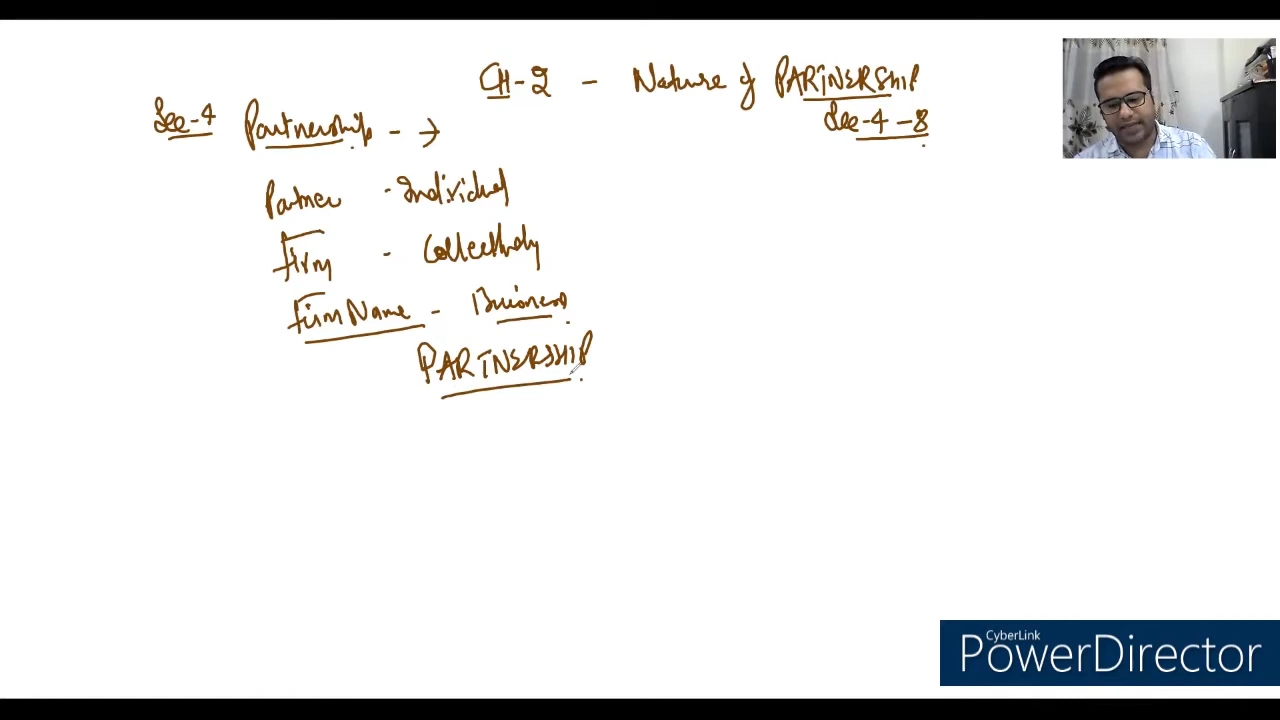 CH-2 - Nature of PARTNERSHIP
Sec-4-8
Sec-4 Partnership - →
Partner - Individual
Firm - Collectively
Firm Name - Business
PARTNERSHIP
CyberLink
PowerDirector